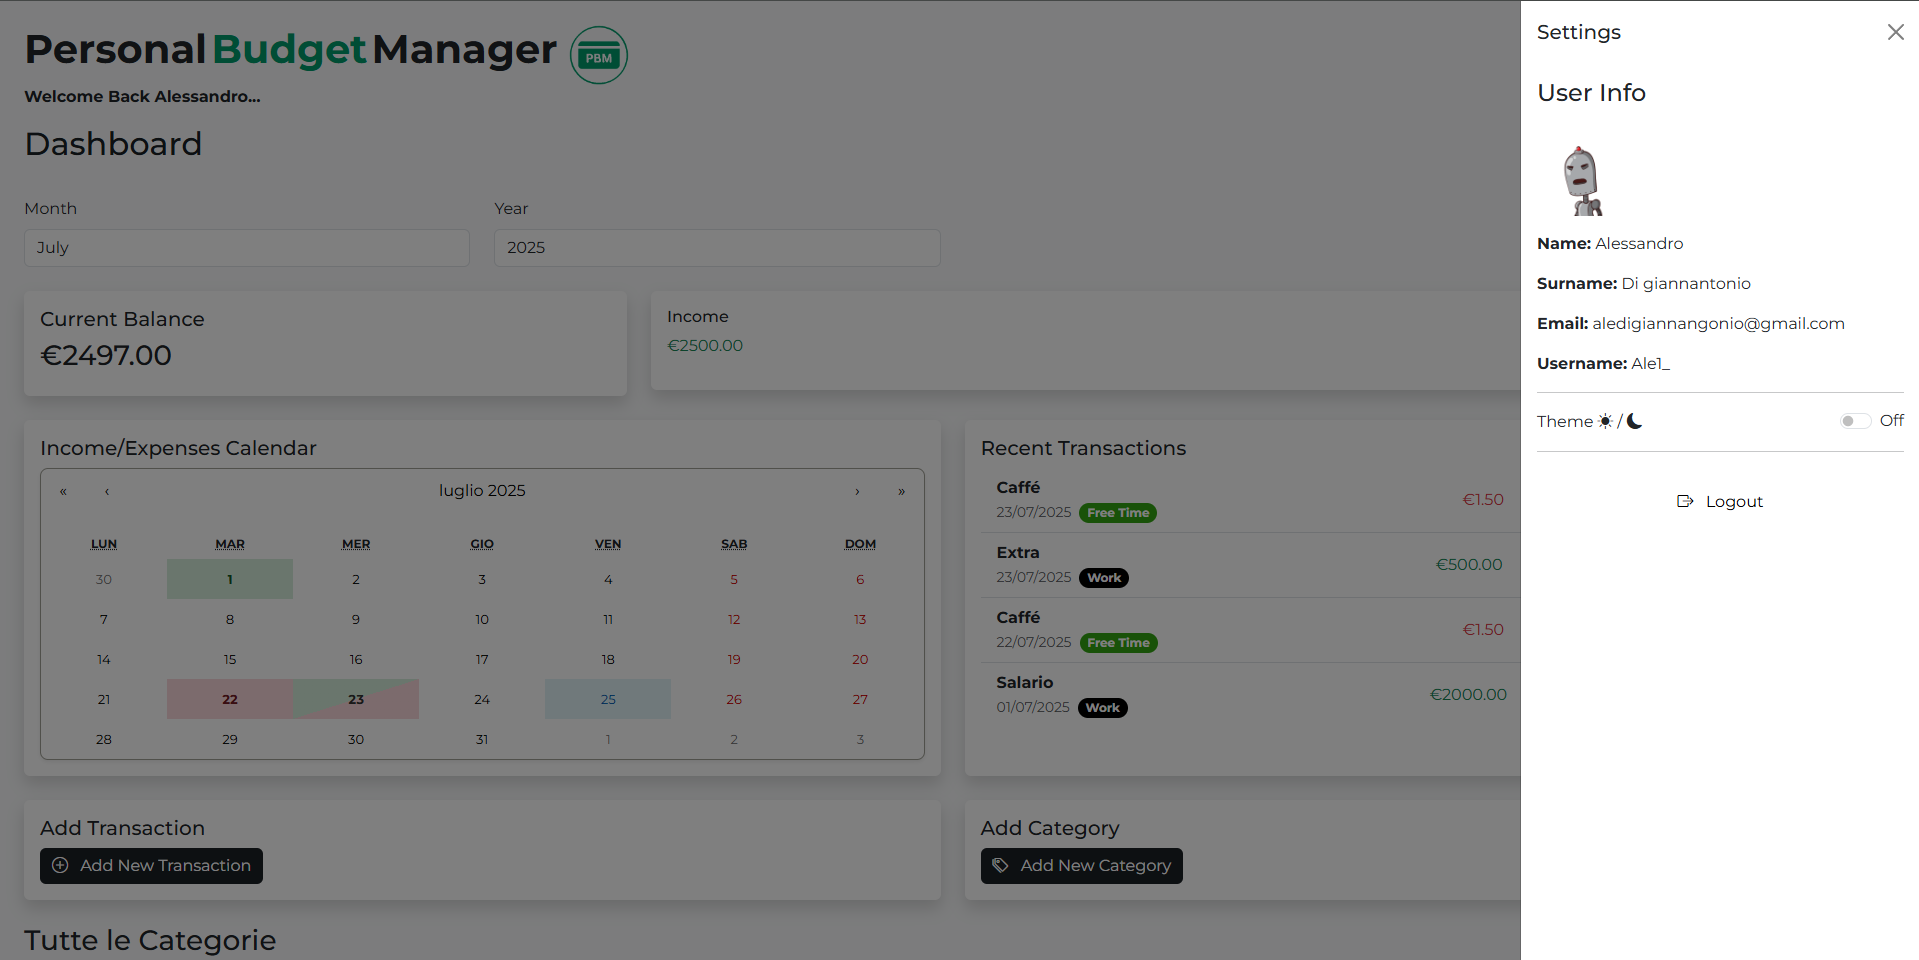 Personal Budget Manager PBM
Welcome Back Alessandro...
Dashboard
Month
Year
July
2025
Current Balance
€2497.00
Income
€2500.00
Income/Expenses Calendar
« ‹ luglio 2025 › »
LUN MAR MER GIO VEN SAB DOM
30 1 2 3 4 5 6
7 8 9 10 11 12 13
14 15 16 17 18 19 20
21 22 23 24 25 26 27
28 29 30 31 1 2 3
Recent Transactions
Caffé
23/07/2025 Free Time
€1.50
Extra
23/07/2025 Work
€500.00
Caffé
22/07/2025 Free Time
€1.50
Salario
01/07/2025 Work
€2000.00
Add Transaction
Add New Transaction
Add Category
Add New Category
Tutte le Categorie
Settings
User Info
Name: Alessandro
Surname: Di giannantonio
Email: aledigiannangonio@gmail.com
Username: Ale1_
Theme / Off
Logout